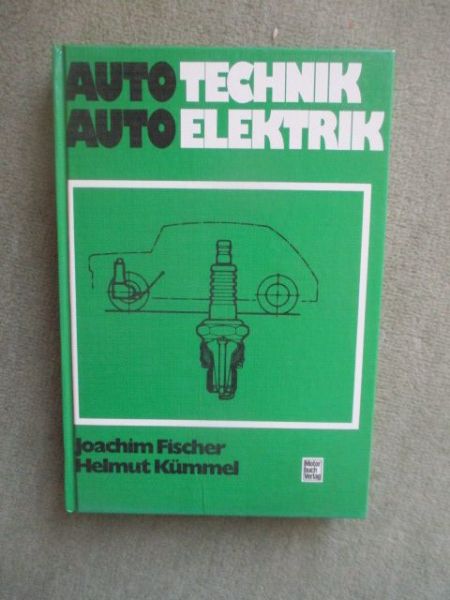 AUTO TECHNIK
AUTO ELEKTRIK
Joachim Fischer
Helmut Kümmel
Motor
buch
Verlag